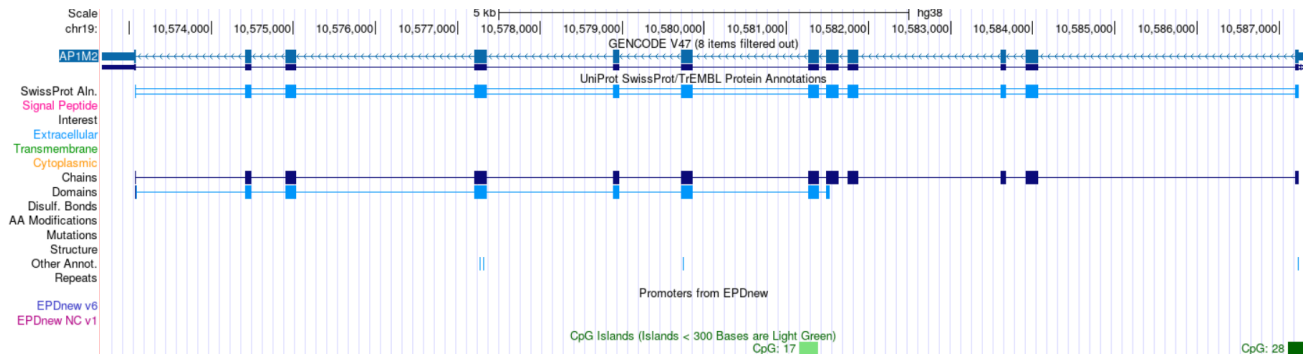 Scale 5 kb hg38
chr19: 10,574,000 10,575,000 10,576,000 10,577,000 10,578,000 10,579,000 10,580,000 10,581,000 10,582,000 10,583,000 10,584,000 10,585,000 10,586,000 10,587,000
GENCODE V47 (8 items filtered out)
AP1M2
UniProt SwissProt/TrEMBL Protein Annotations
SwissProt Aln.
Signal Peptide
Interest
Extracellular
Transmembrane
Cytoplasmic
Chains
Domains
Disulf. Bonds
AA Modifications
Mutations
Structure
Other Annot.
Repeats
Promoters from EPDnew
EPDnew v6
EPDnew NC v1
CpG Islands (Islands < 300 Bases are Light Green)
CpG: 17 CpG: 28